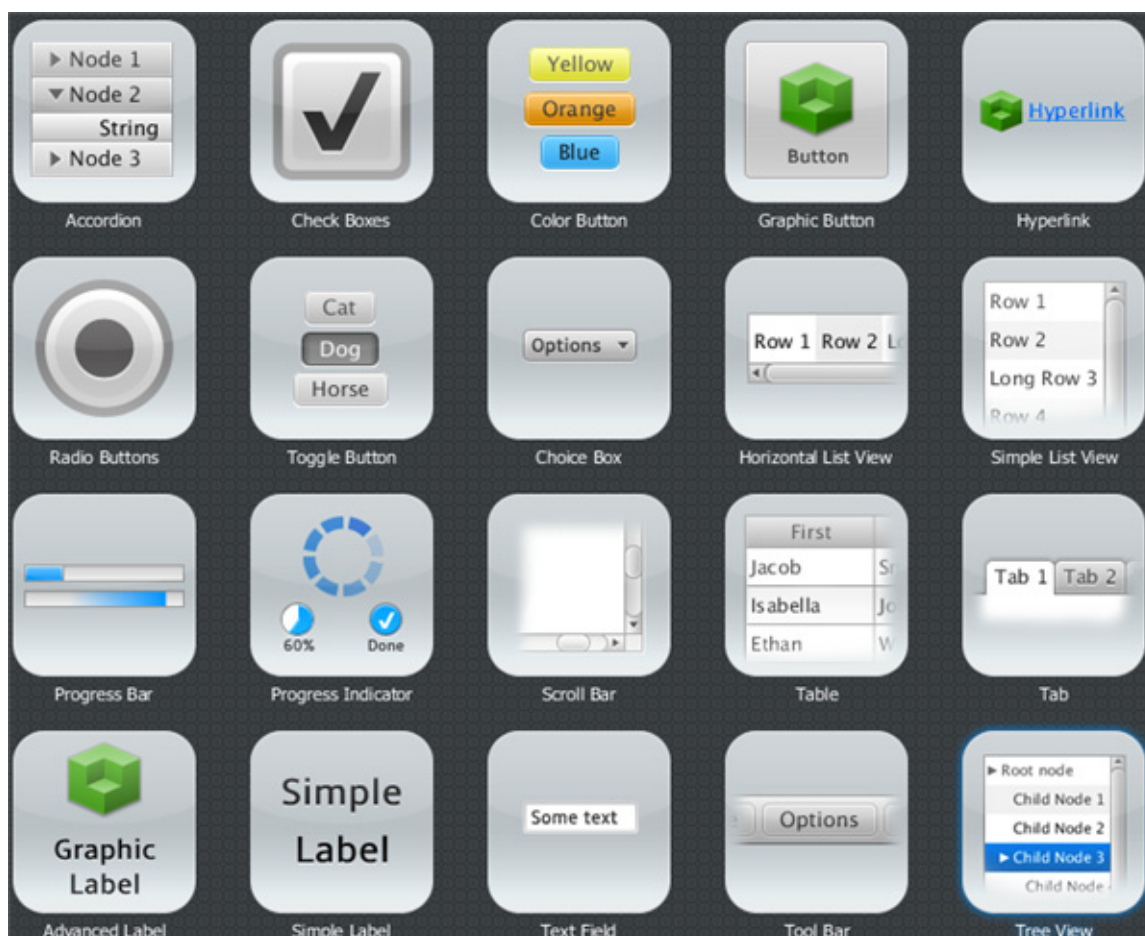 Node 1
Node 2
String
Node 3
Accordion
Check Boxes
Yellow
Orange
Blue
Color Button
Button
Graphic Button
Hyperlink
Hyperlink
Radio Buttons
Cat
Dog
Horse
Toggle Button
Options
Choice Box
Row 1 Row 2
Horizontal List View
Row 1
Row 2
Long Row 3
Row 4
Simple List View
Progress Bar
60% Done
Progress Indicator
Scroll Bar
First
Jacob
Isabella
Ethan
Table
Tab 1 Tab 2
Tab
Graphic
Label
Advanced Label
Simple
Label
Simple Label
Some text
Text Field
Options
Tool Bar
Root node
Child Node 1
Child Node 2
Child Node 3
Child Node
Tree View